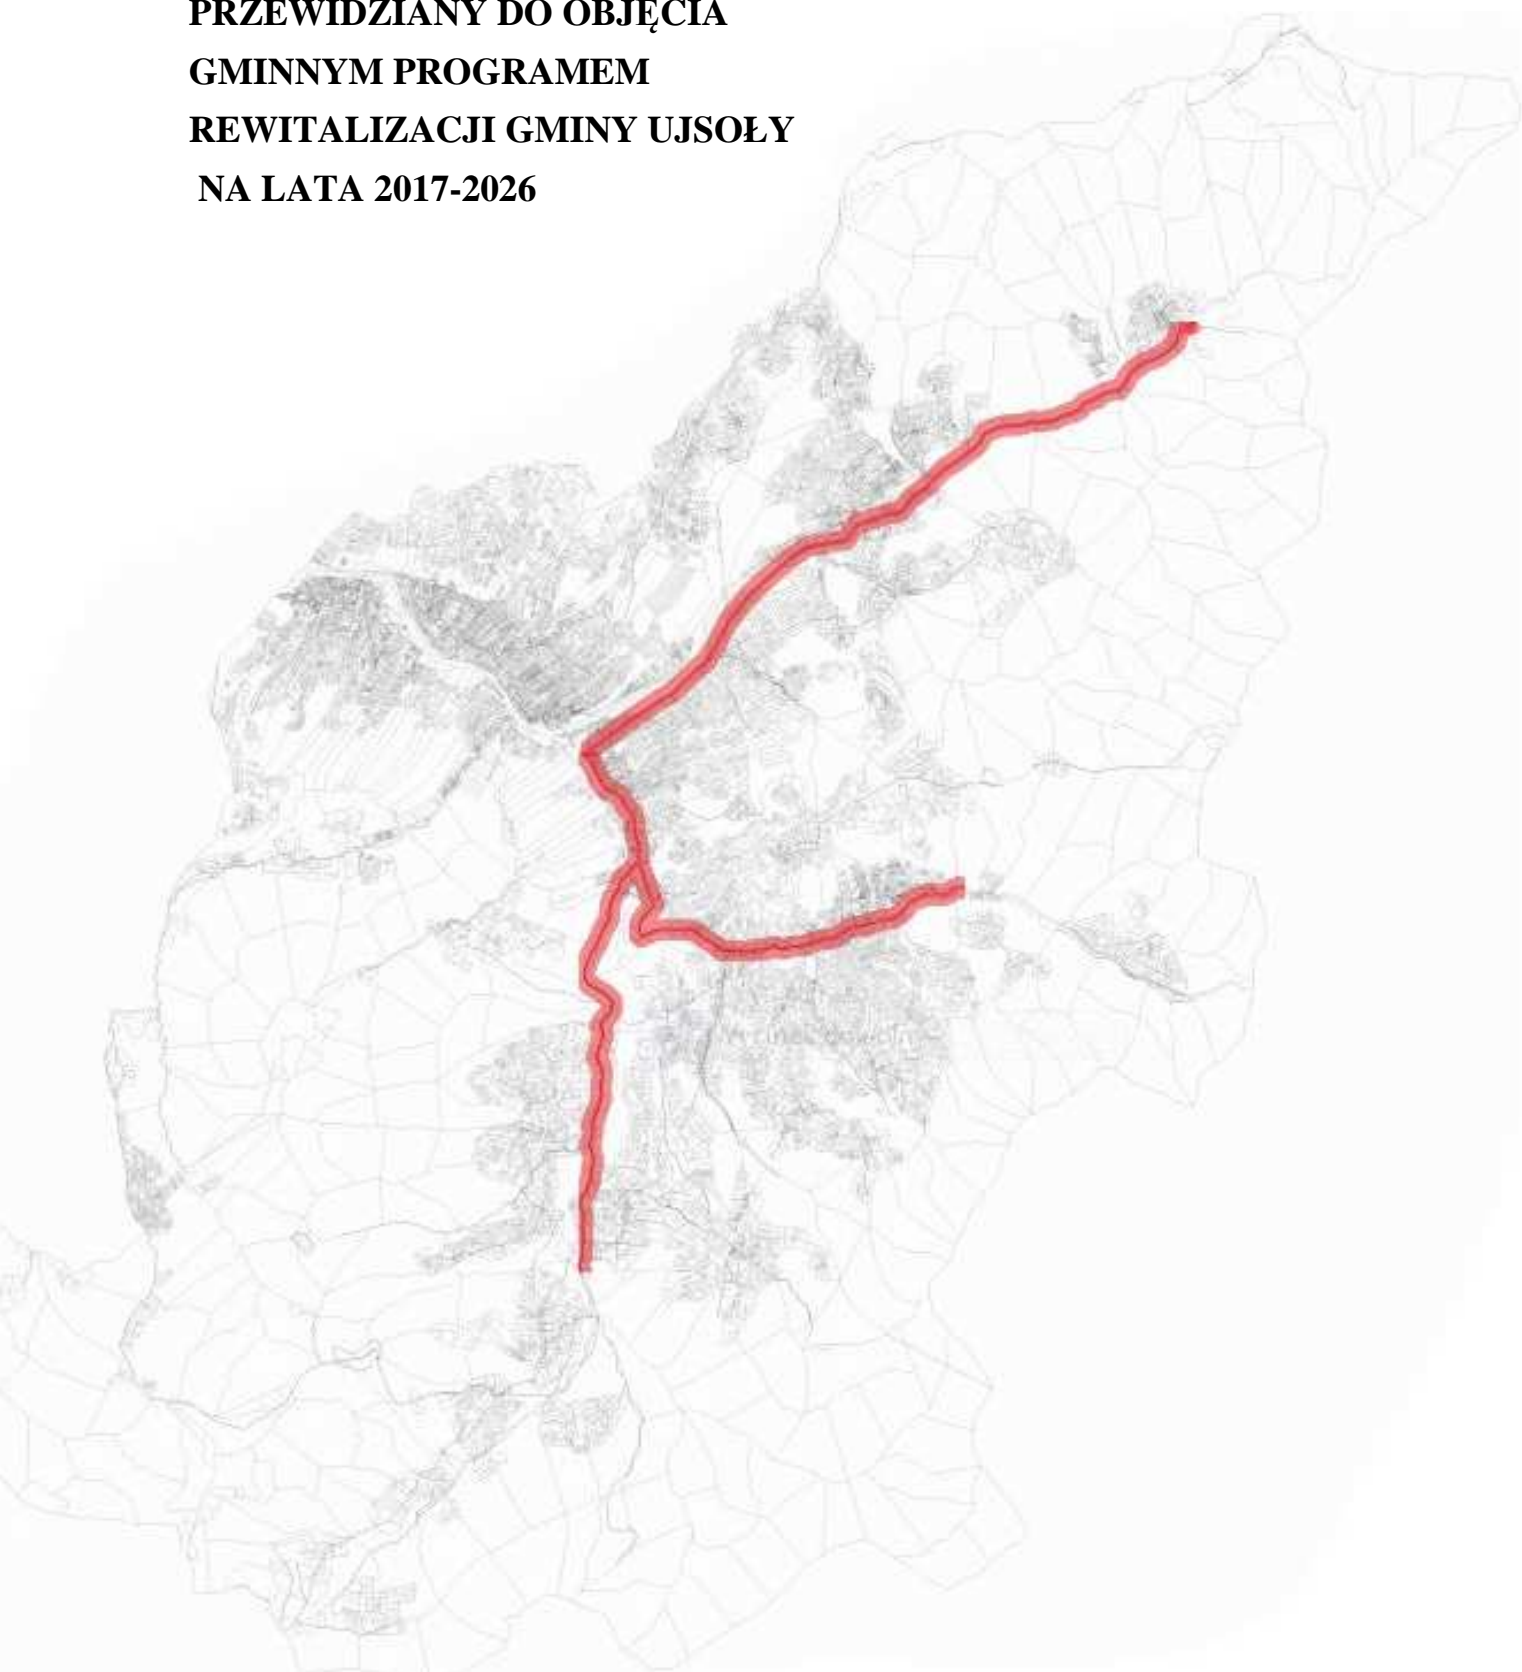 PRZEWIDZIANY DO OBJĘCIA
GMINNYM PROGRAMEM
REWITALIZACJI GMINY UJSOŁY
NA LATA 2017-2026